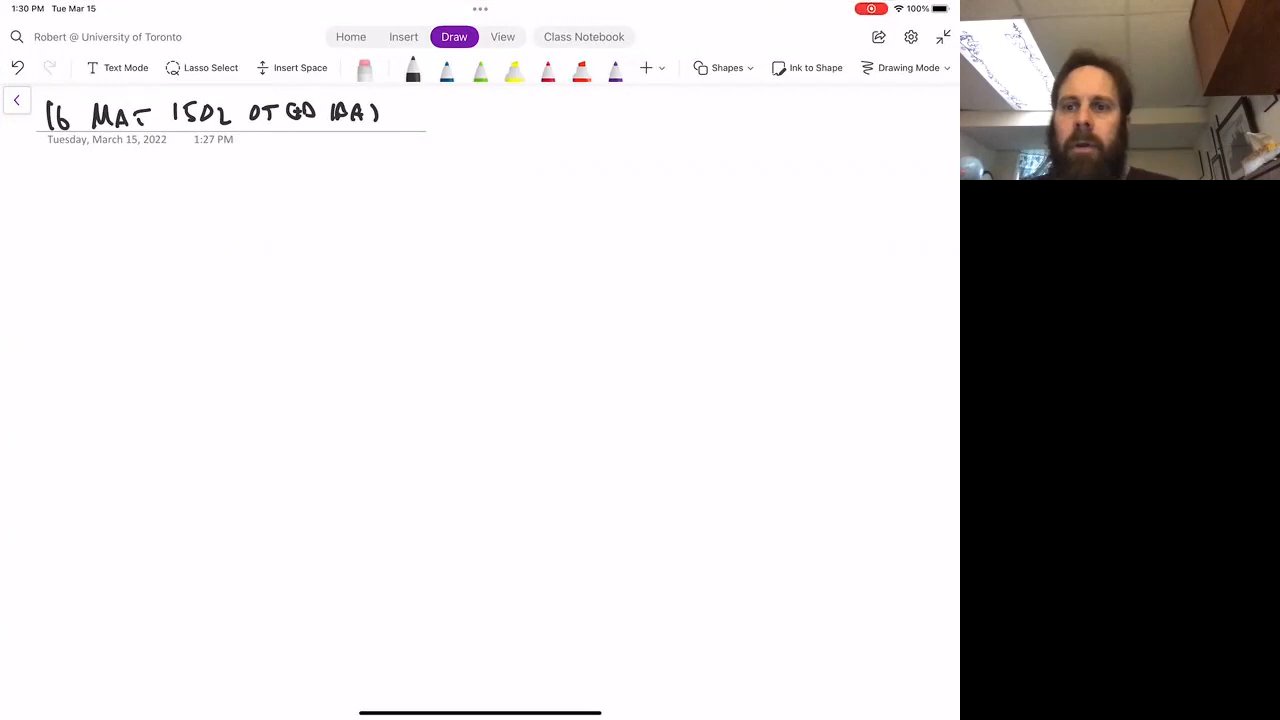 1:30 PM Tue Mar 15
100%
Robert @ University of Toronto
Home Insert Draw View Class Notebook
Text Mode Lasso Select Insert Space Shapes Ink to Shape Drawing Mode
16 MAT 1502 OT GD
Tuesday, March 15, 2022 1:27 PM